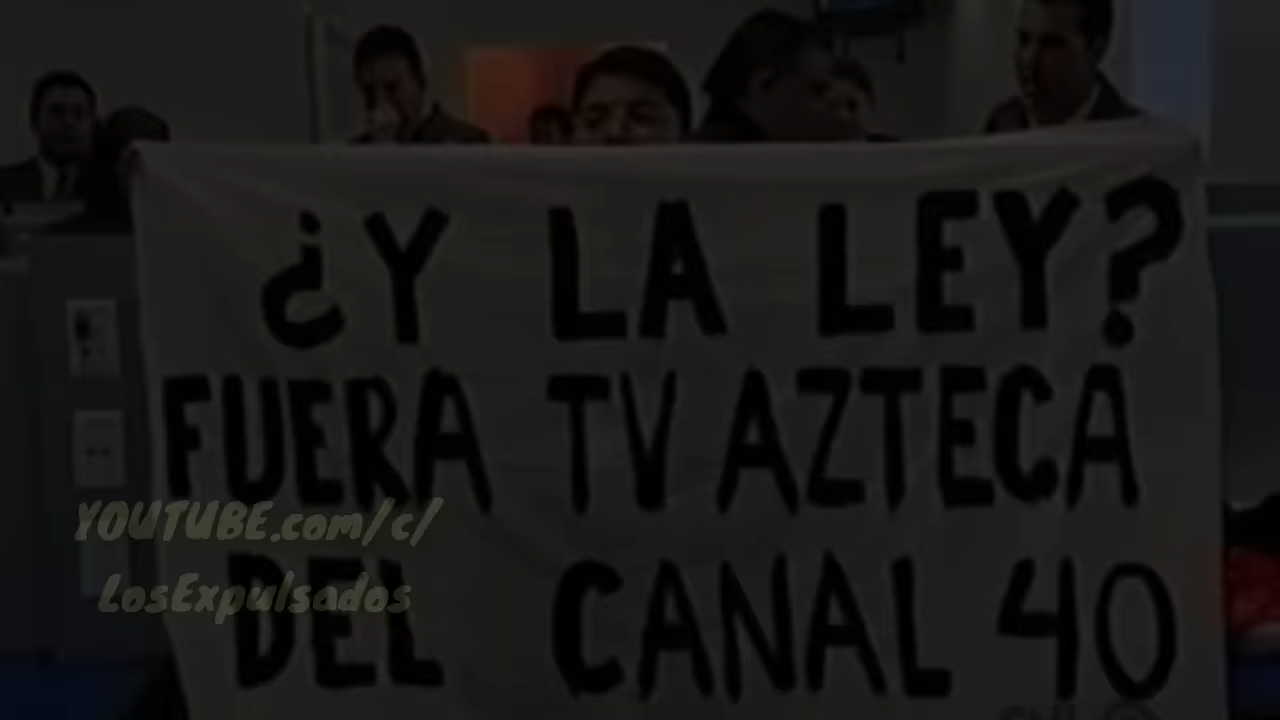 ¿Y LA LEY?
FUERA TV AZTECA
DEL CANAL 40
YOUTUBE.com/c/
LosExpulsados